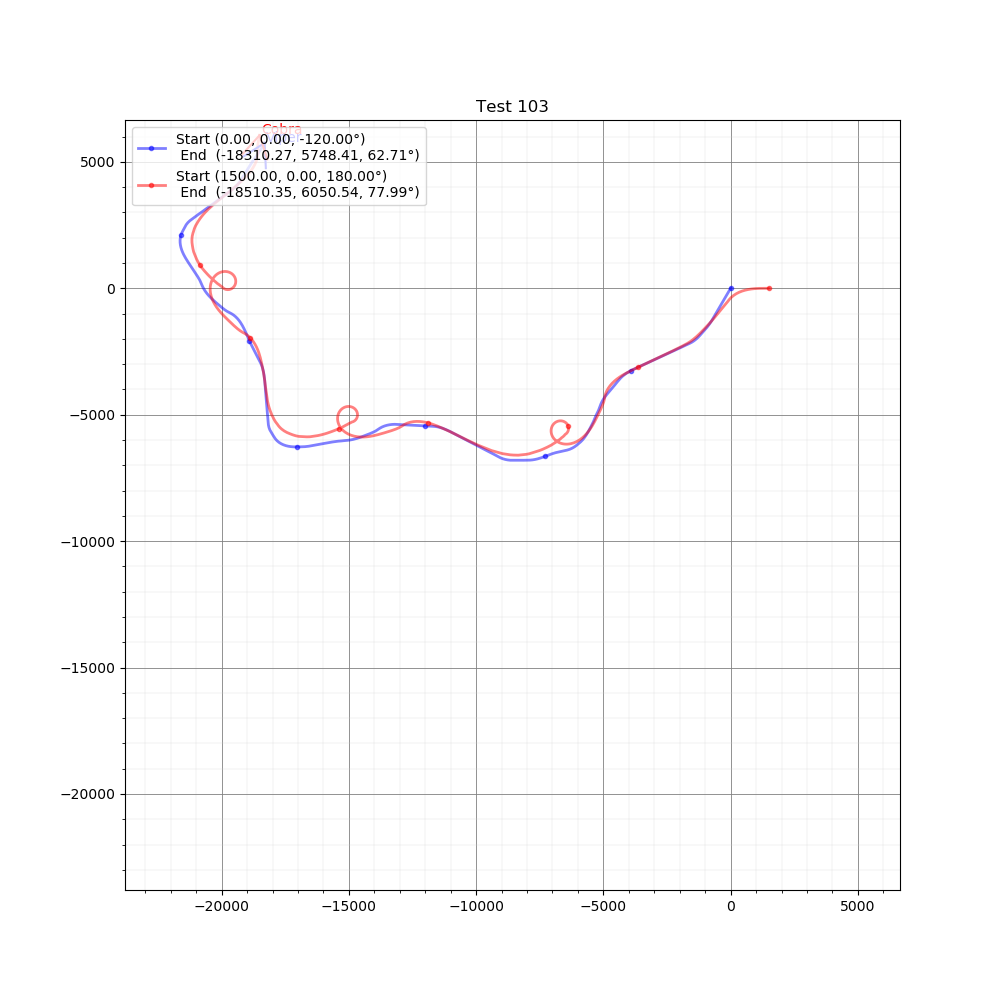 Test 103
Cobra
Start (0.00, 0.00, -120.00°)
End (-18310.27, 5748.41, 62.71°)
Start (1500.00, 0.00, 180.00°)
End (-18510.35, 6050.54, 77.99°)
5000
0
−5000
−10000
−15000
−20000
−20000 −15000 −10000 −5000 0 5000